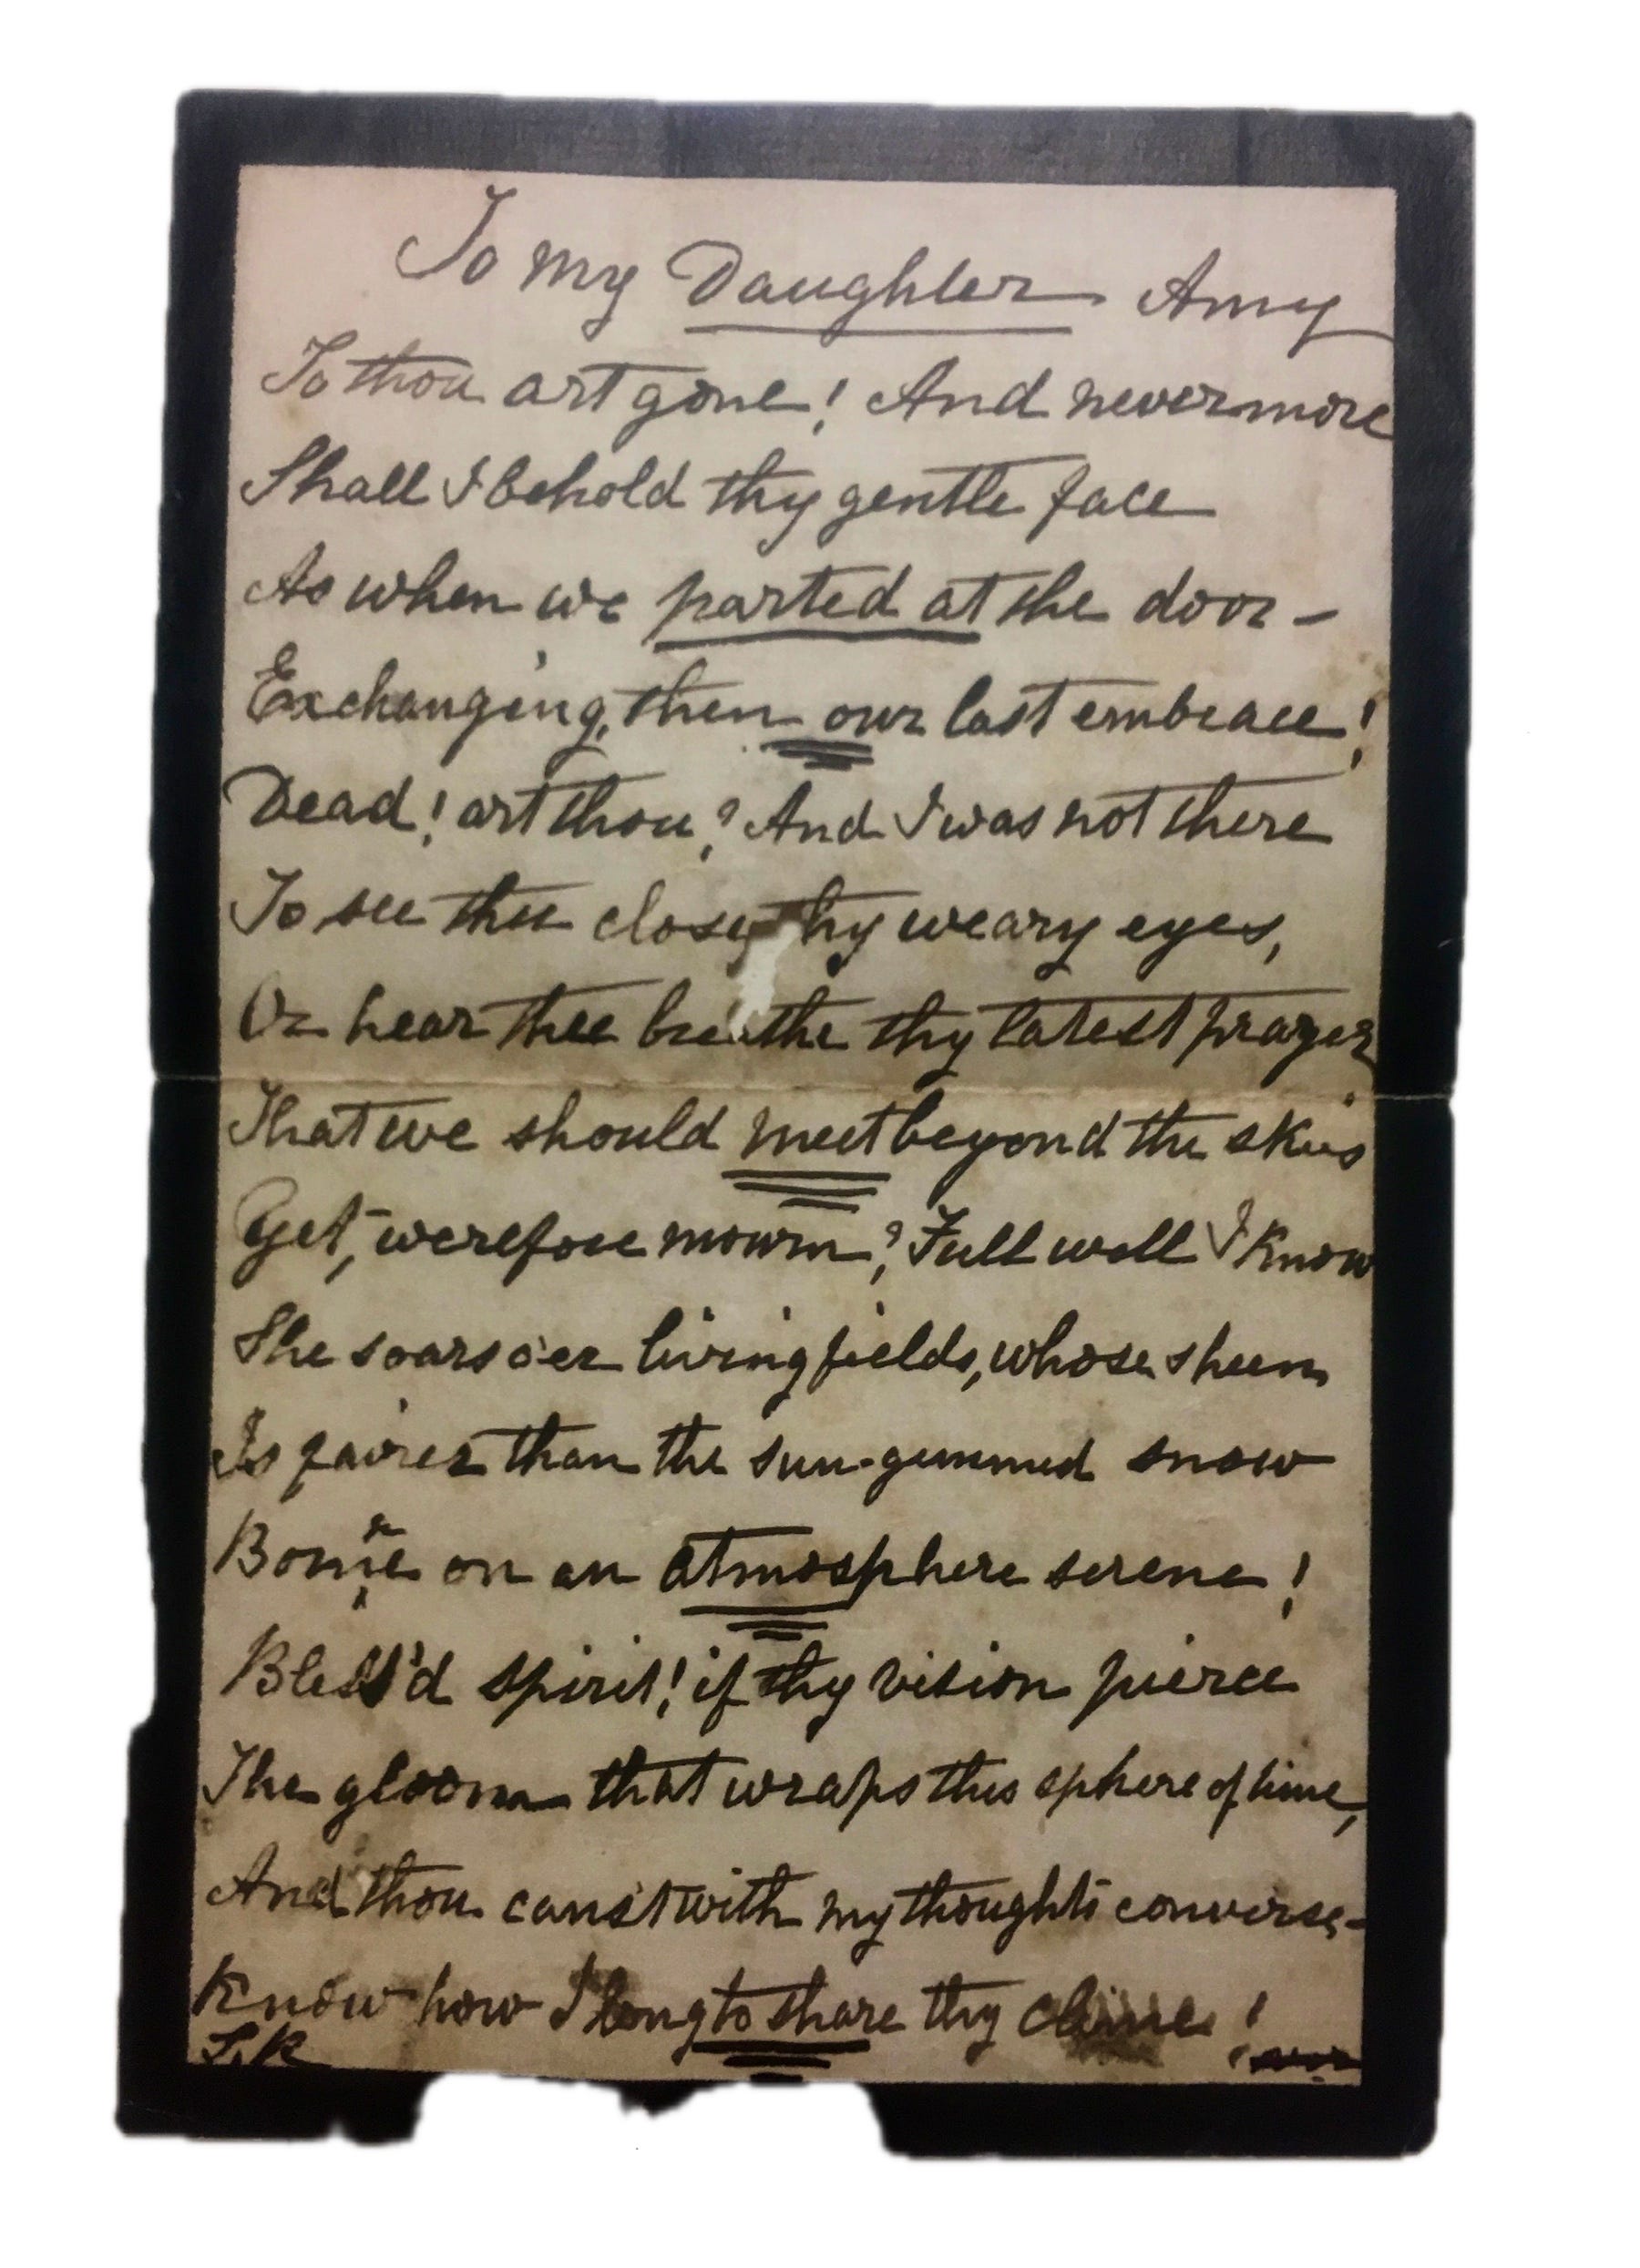 To my Daughter Amy
To thou art gone! And nevermore
Shall I behold thy gentle face
As when we parted at the door –
Exchanging, then our last embrace!
Dead! art thou? And I was not there
To see thee close thy weary eyes,
Or hear thee breathe thy latest prayer
That we should meet beyond the skies
Yet, werefore mourn? Full well I know
She soars o'er living fields, whose sheen
Is fairer than the sun-gemmed snow
Borne on an atmosphere serene!
Bless'd spirit! if thy vision pierce
The gloom that wraps this sphere of time,
And thou canst with my thoughts converse –
Know how I long to share thy clime!